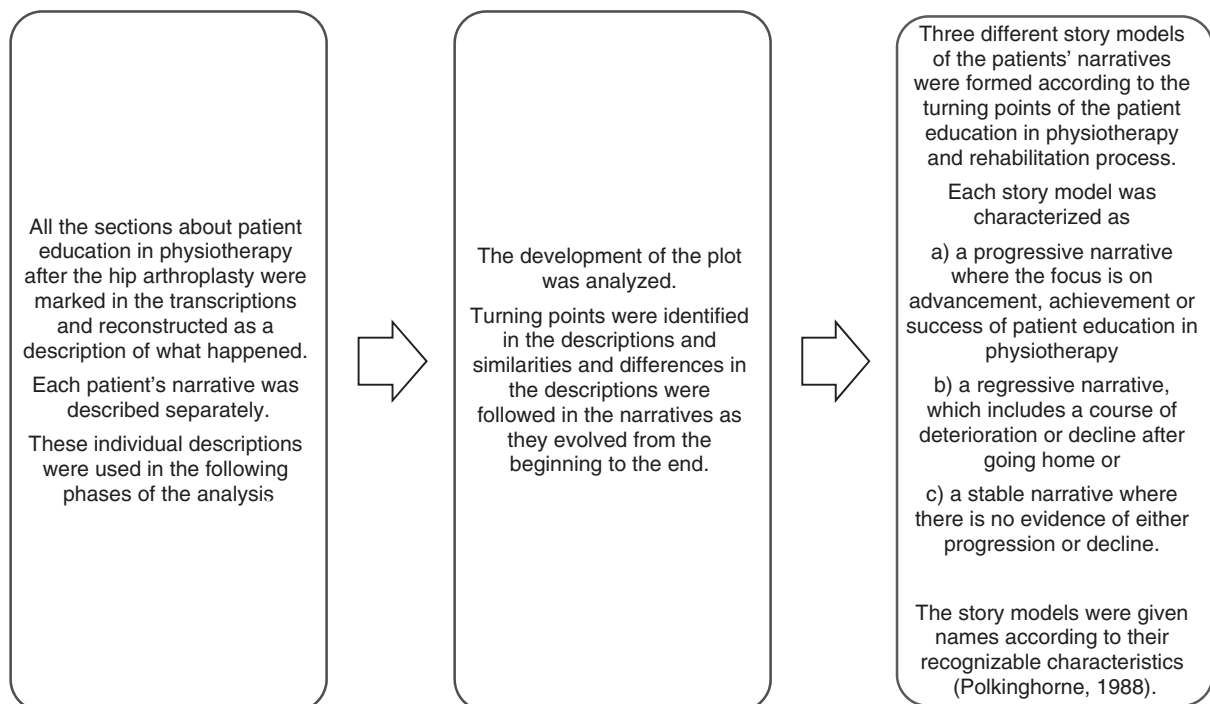 All the sections about patient
education in physiotherapy
after the hip arthroplasty were
marked in the transcriptions
and reconstructed as a
description of what happened.
Each patient's narrative was
described separately.
These individual descriptions
were used in the following
phases of the analysis
The development of the plot
was analyzed.
Turning points were identified
in the descriptions and
similarities and differences in
the descriptions were
followed in the narratives as
they evolved from the
beginning to the end.
Three different story models
of the patients' narratives
were formed according to the
turning points of the patient
education in physiotherapy
and rehabilitation process.
Each story model was
characterized as
a) a progressive narrative
where the focus is on
advancement, achievement or
success of patient education in
physiotherapy
b) a regressive narrative,
which includes a course of
deterioration or decline after
going home or
c) a stable narrative where
there is no evidence of either
progression or decline.
The story models were given
names according to their
recognizable characteristics
(Polkinghorne, 1988).